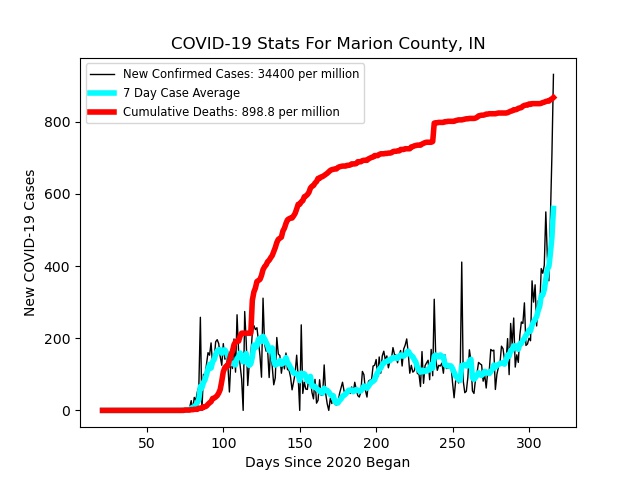 COVID-19 Stats For Marion County, IN
New Confirmed Cases: 34400 per million
7 Day Case Average
Cumulative Deaths: 898.8 per million
New COVID-19 Cases
800
600
400
200
0
50 100 150 200 250 300
Days Since 2020 Began